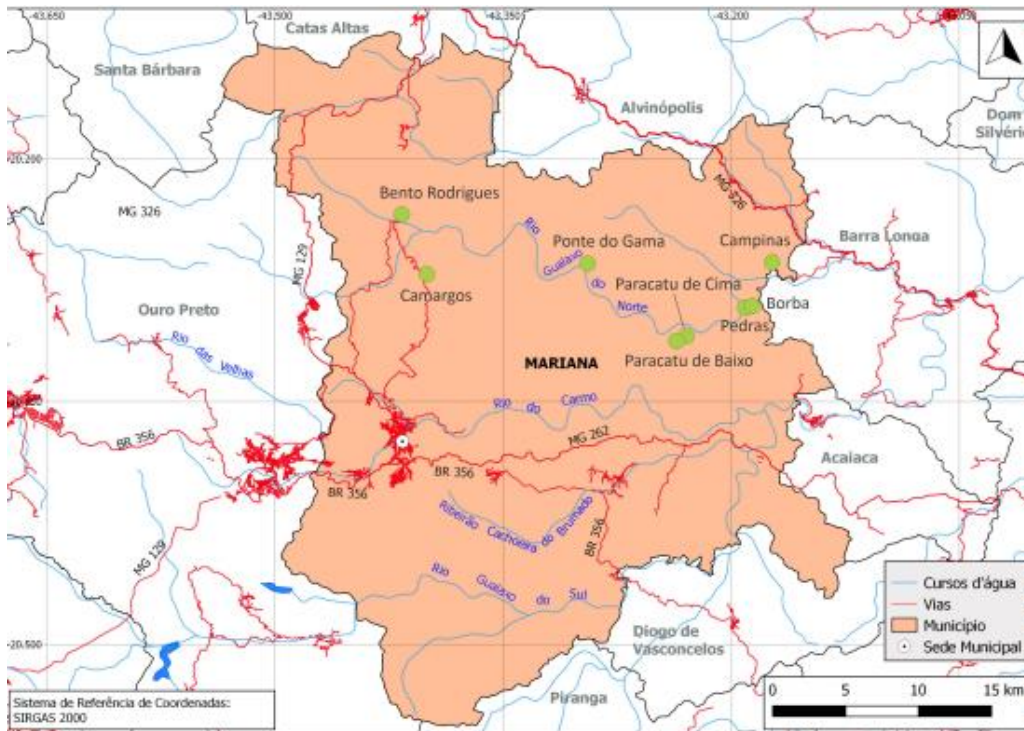 -43.650
-43.500
-43.350
-43.200
-43.050
Catas Altas
Santa Bárbara
Alvinópolis
Dom
Silvério
-20.200
Bento Rodrigues
MG 326
MG 326
Rio Gualaxo do Norte
Ponte do Gama
Campinas
Barra Longa
MG 129
Camargos
Paracatu de Cima
Borba
Ouro Preto
Pedras
Rio das Velhas
MARIANA
Paracatu de Baixo
Rio do Carmo
BR 356
MG 262
BR 356
Acaiaca
BR 356
Ribeirão Cachoeira do Brumado
BR 356
MG 129
Rio Gualaxo do Sul
Cursos d'água
Vias
Município
Sede Municipal
Diogo de
Vasconcelos
-20.500
Piranga
Sistema de Referência de Coordenadas:
SIRGAS 2000
0 5 10 15 km